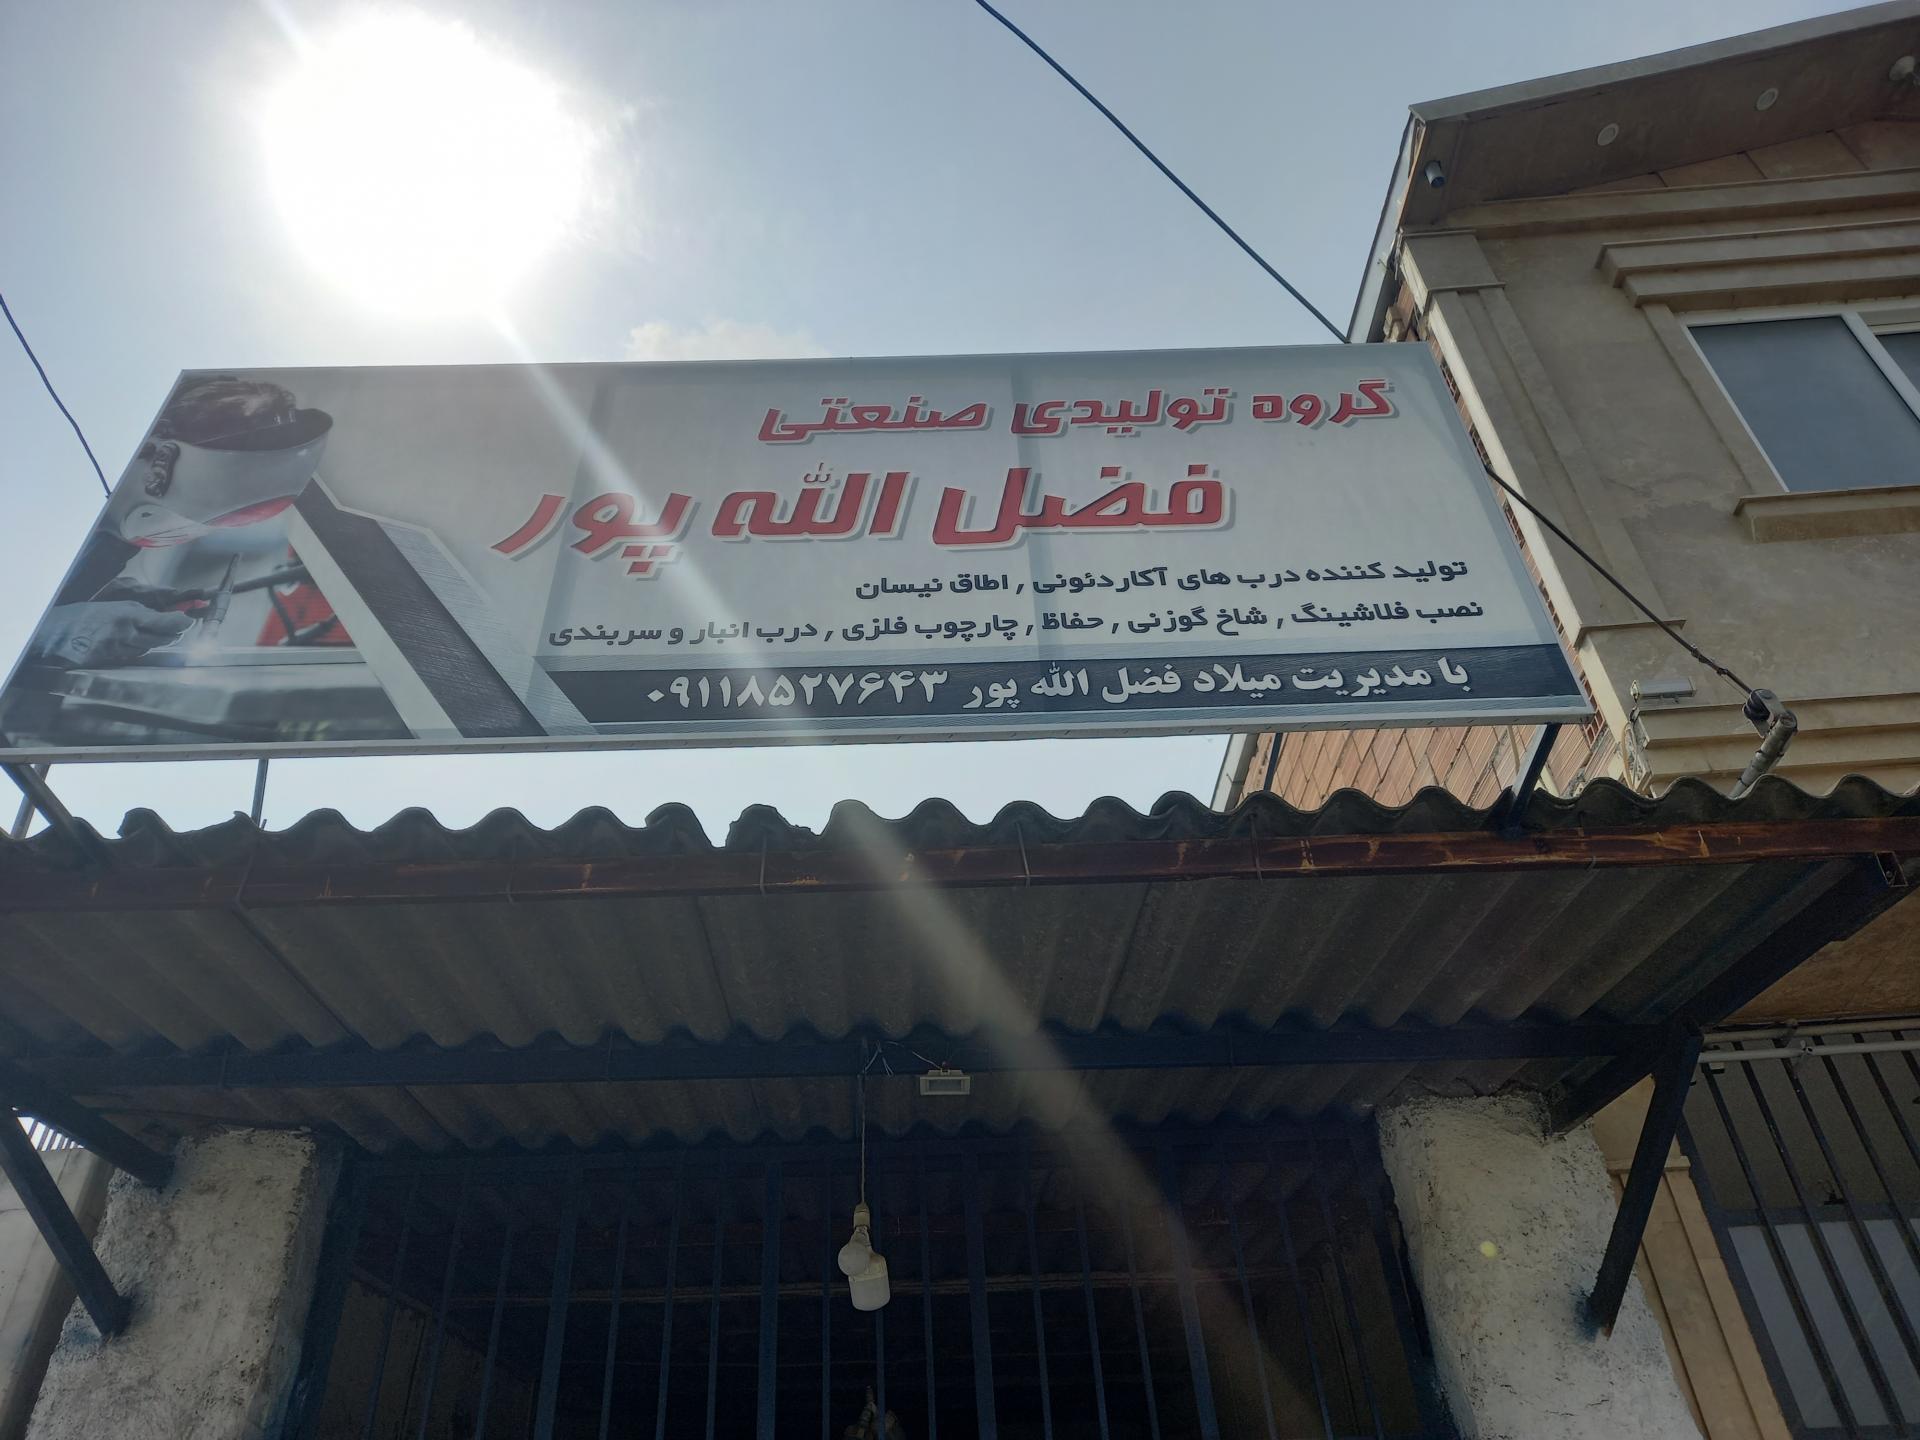 گروه تولیدی صنعتی
فضل الله پور
تولید کننده درب های آکاردئونی , اطاق نیسان
نصب فلاشینگ , شاخ گوزنی , حفاظ , چارچوب فلزی , درب انبار و سربندی
با مدیریت میلاد فضل الله پور ۰۹۱۱۸۵۲۷۶۴۳